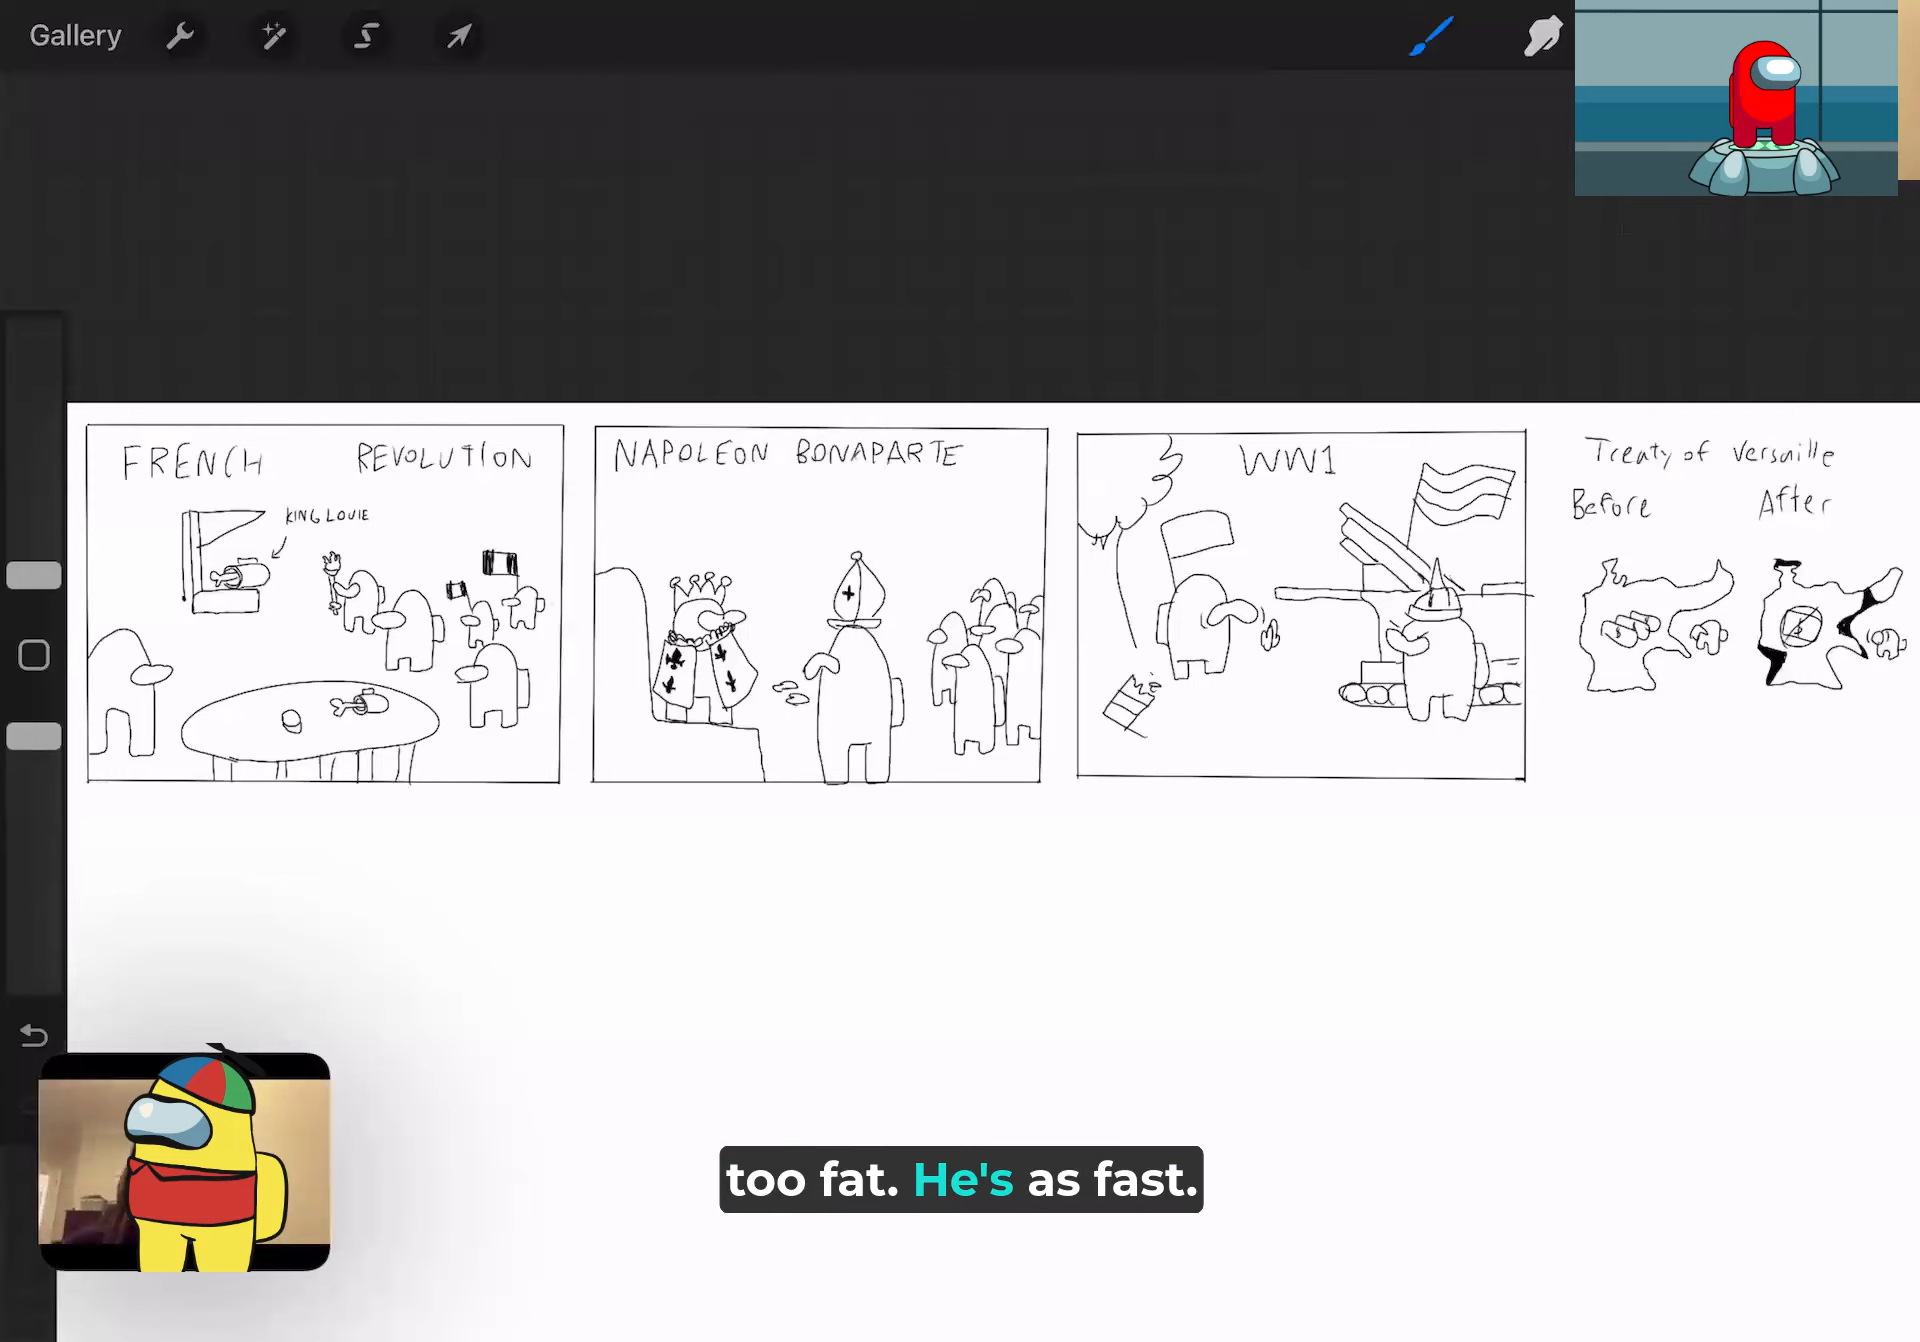 Gallery
FRENCH REVOLUTION
KING LOUIE
NAPOLEON BONAPARTE
WW1
Treaty of Versaille
Before After
too fat. He's as fast.